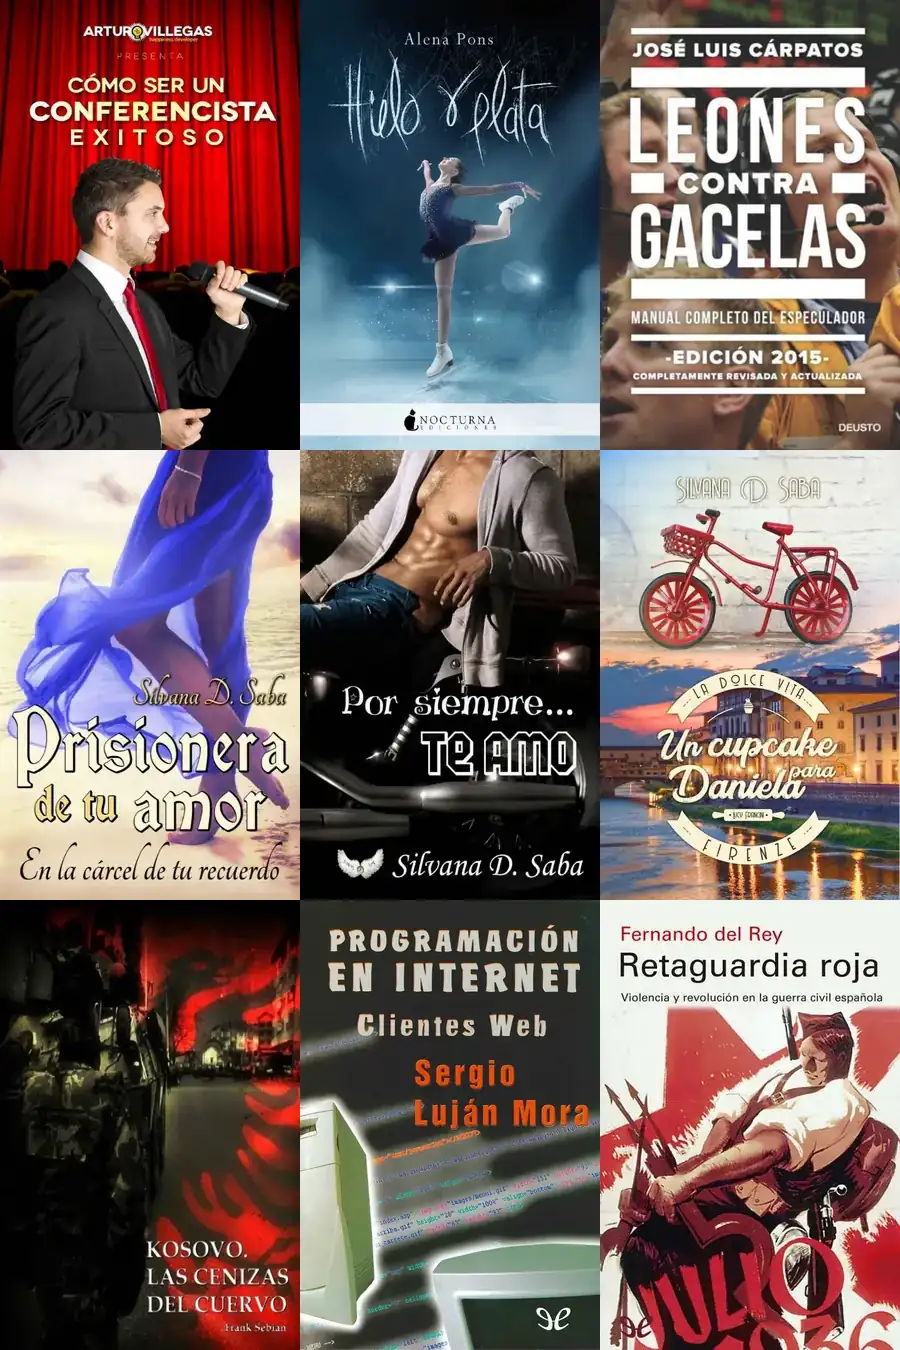 ARTURO VILLEGAS
happiness developer
PRESENTA
CÓMO SER UN
CONFERENCISTA
EXITOSO
Alena Pons
Hielo y plata
NOCTURNA
EDICIONES
JOSÉ LUIS CÁRPATOS
LEONES
CONTRA
GACELAS
MANUAL COMPLETO DEL ESPECULADOR
-EDICIÓN 2015-
COMPLETAMENTE REVISADA Y ACTUALIZADA
DEUSTO
Silvana D. Saba
Prisionera
de tu amor
En la cárcel de tu recuerdo
Por siempre...
TE AMO
Silvana D. Saba
SILVANA D. SABA
LA DOLCE VITA
Un cupcake
para
Daniela
FIRENZE
KOSOVO.
LAS CENIZAS
DEL CUERVO
Frank Sebian
PROGRAMACIÓN
EN INTERNET
Clientes Web
Sergio
Luján Mora
Fernando del Rey
Retaguardia roja
Violencia y revolución en la guerra civil española
JULIO
1936